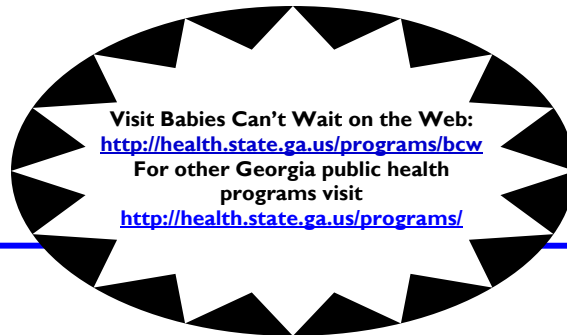 Visit Babies Can’t Wait on the Web:
http://health.state.ga.us/programs/bcw
For other Georgia public health
programs visit
http://health.state.ga.us/programs/